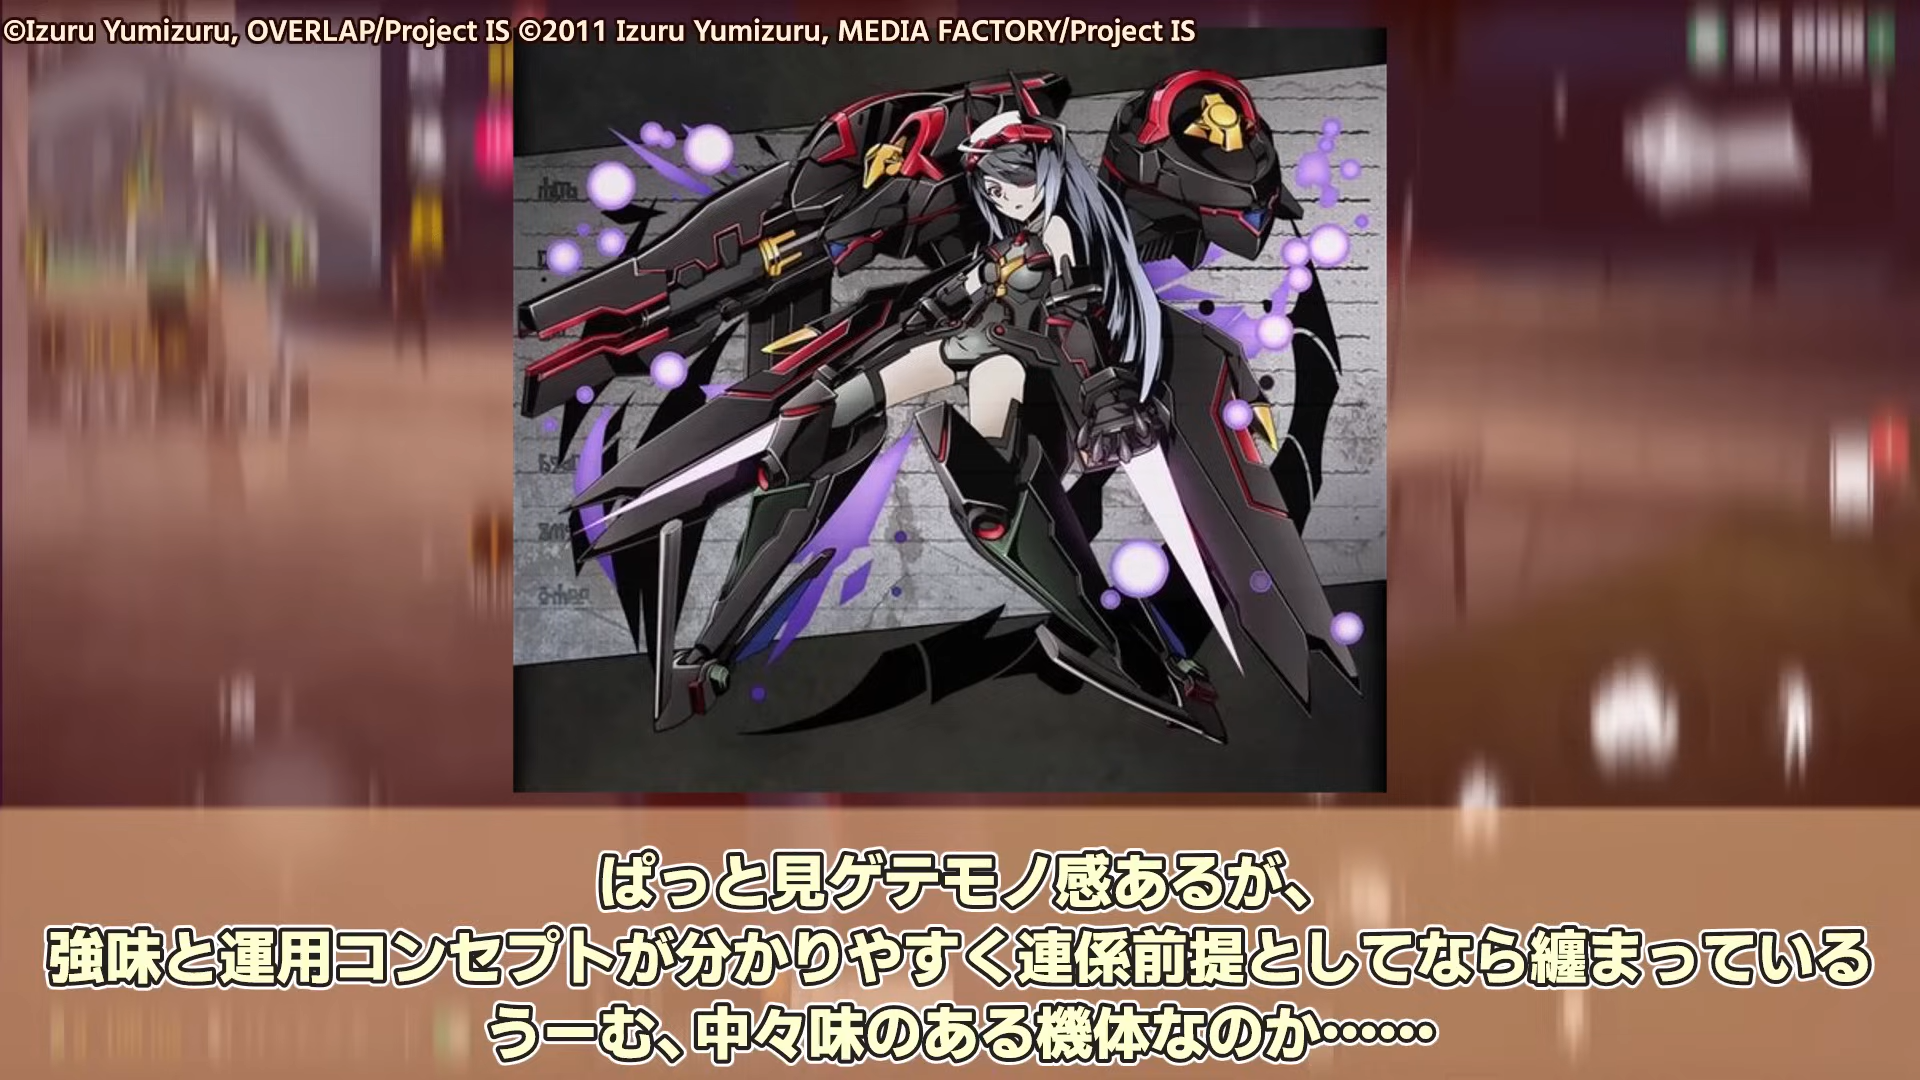 ©Izuru Yumizuru, OVERLAP/Project IS ©2011 Izuru Yumizuru, MEDIA FACTORY/Project IS
ぱっと見ゲテモノ感あるが、
強味と運用コンセプトが分かりやすく連係前提としてなら纏まっている
うーむ、中々味のある機体なのか……